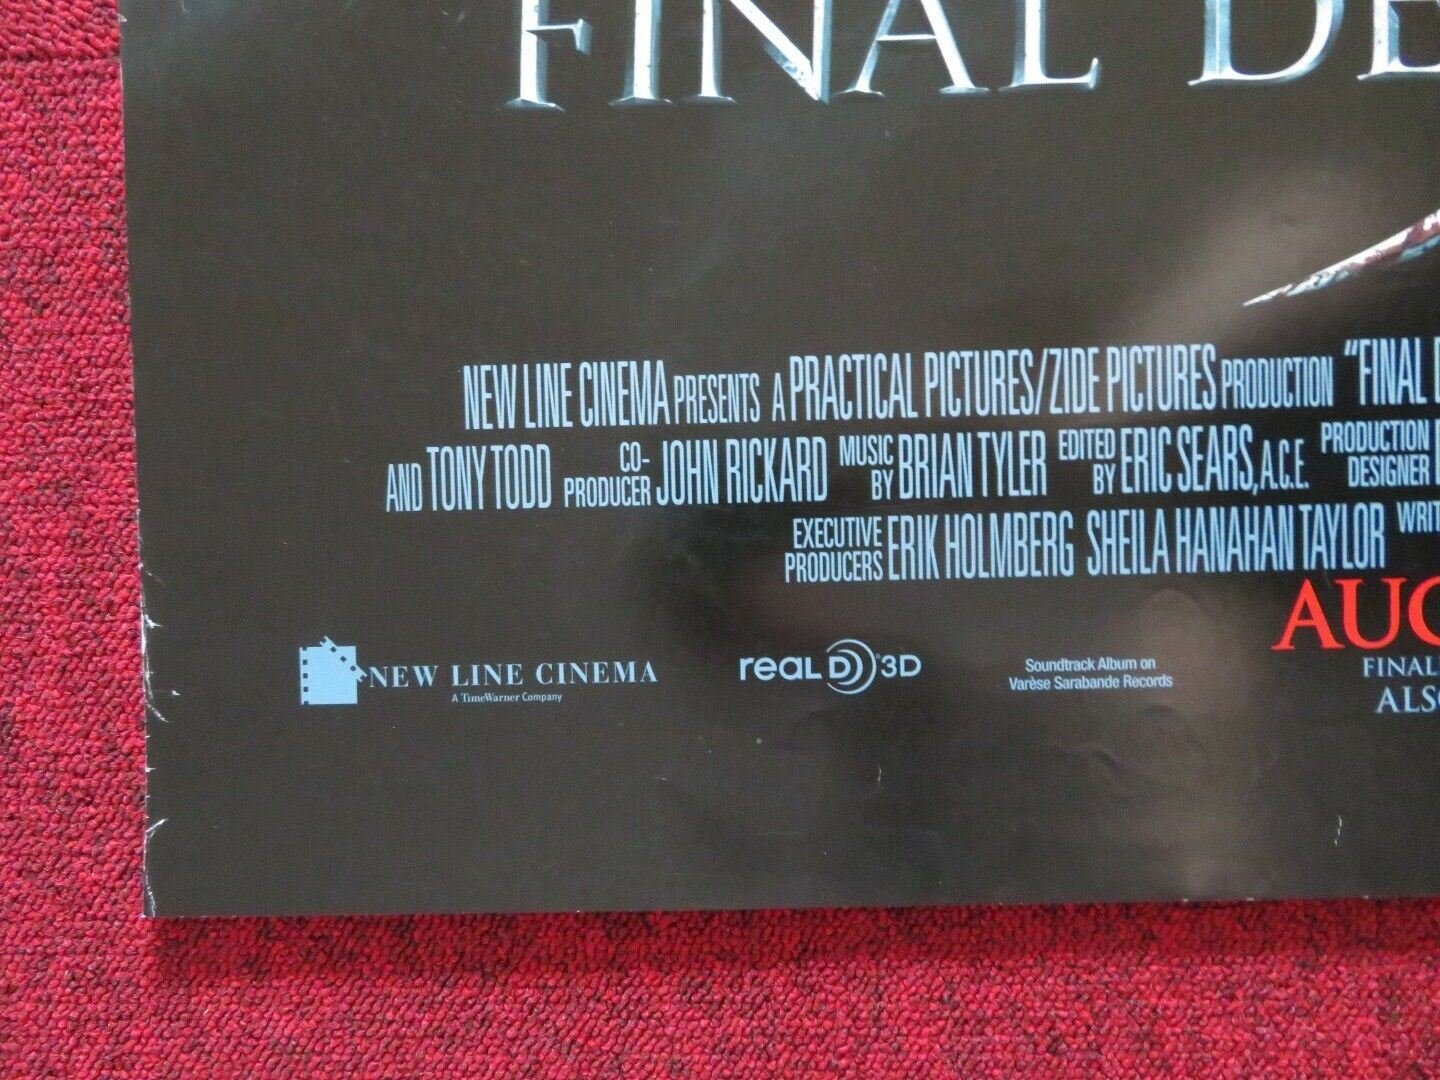 FINAL DE
NEW LINE CINEMA PRESENTS A PRACTICAL PICTURES/ZIDE PICTURES PRODUCTION "FINAL
AND TONY TODD CO-PRODUCER JOHN RICKARD MUSIC BY BRIAN TYLER EDITED BY ERIC SEARS, A.C.E. PRODUCTION DESIGNER
EXECUTIVE PRODUCERS ERIK HOLMBERG SHEILA HANAHAN TAYLOR WRIT
AUG
FINAL
ALSO
NEW LINE CINEMA
A TimeWarner Company
REAL D 3D
Soundtrack Album on
Varèse Sarabande Records